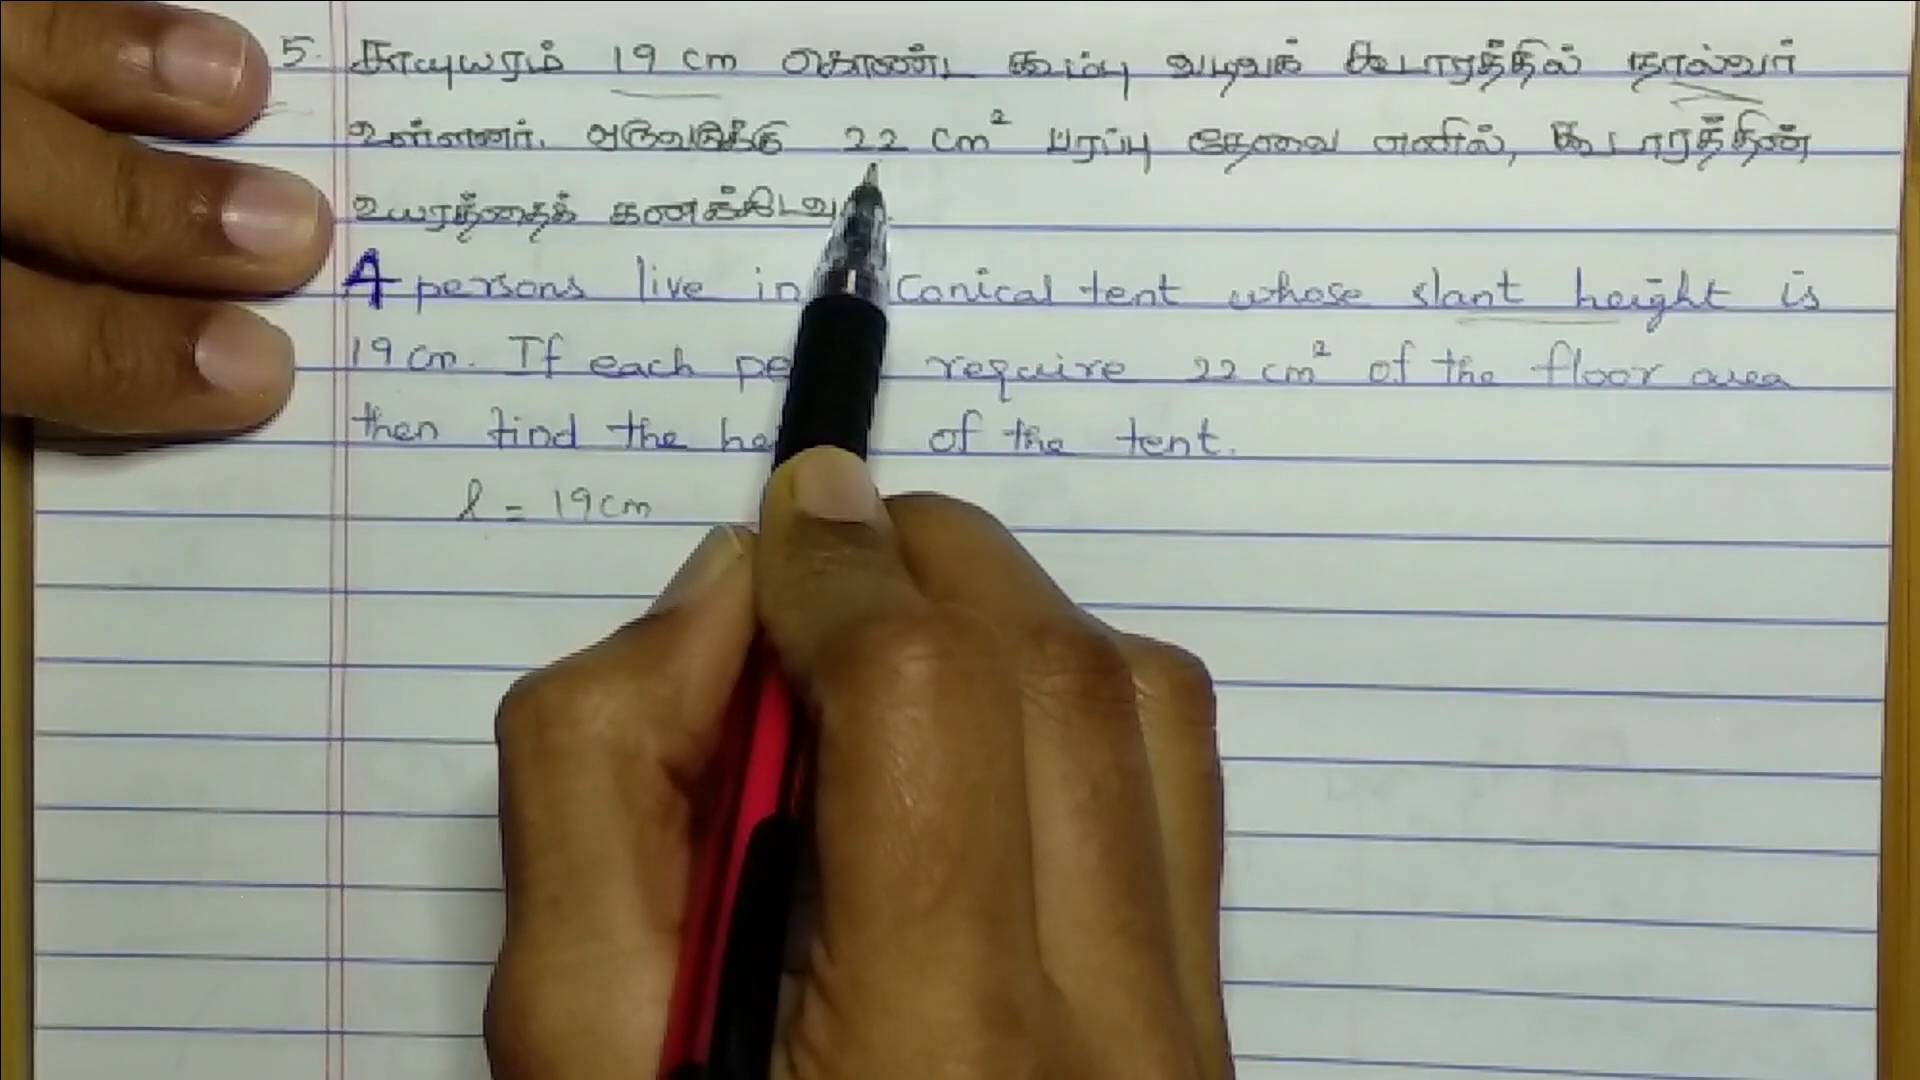 5. சாயுயரம் 19 cm கொண்ட கூம்பு வடிவக் கூடாரத்தில் நால்வர்
உள்ளனர். ஒருவருக்கு 22 cm² பரப்பு தேவை எனில், கூடாரத்தின்
உயரத்தைக்
4 persons live in Conical tent whose slant height is
19 cm. If each require 22 cm² of the floor area
then find the of the tent.
l = 19 cm